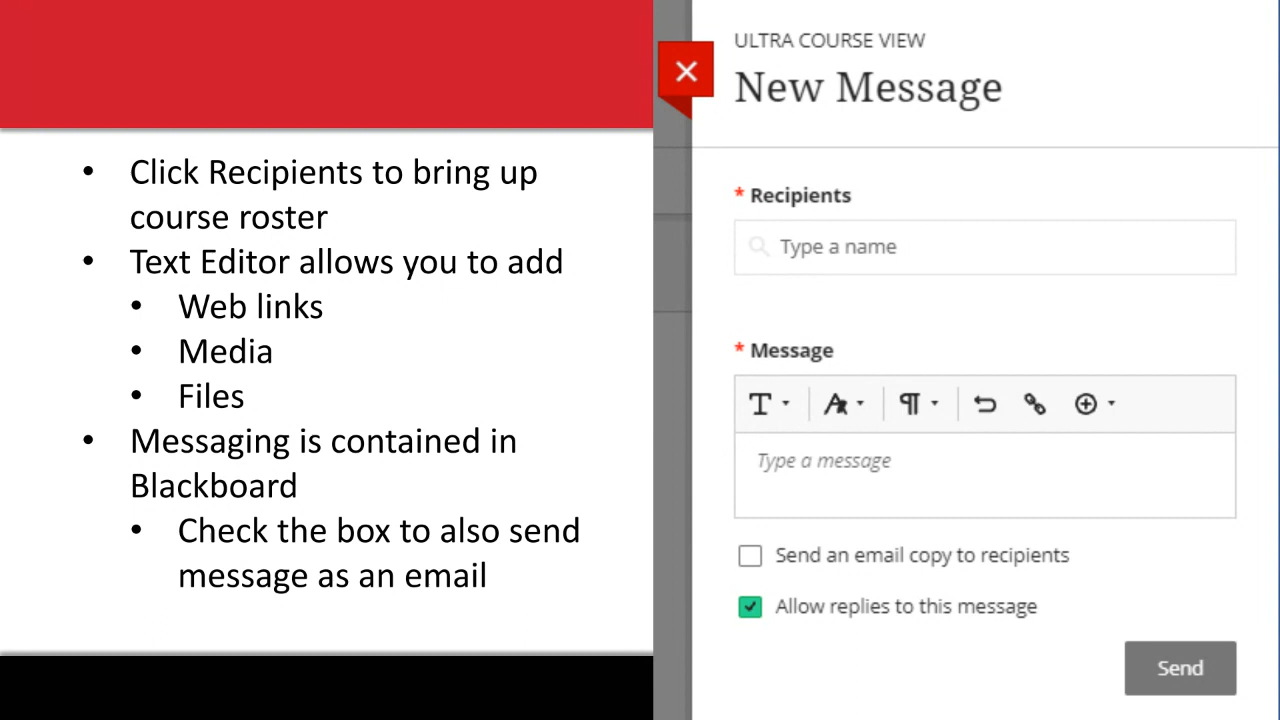 • Click Recipients to bring up
course roster
• Text Editor allows you to add
• Web links
• Media
• Files
• Messaging is contained in
Blackboard
• Check the box to also send
message as an email
ULTRA COURSE VIEW
New Message
* Recipients
Type a name
* Message
Type a message
Send an email copy to recipients
Allow replies to this message
Send